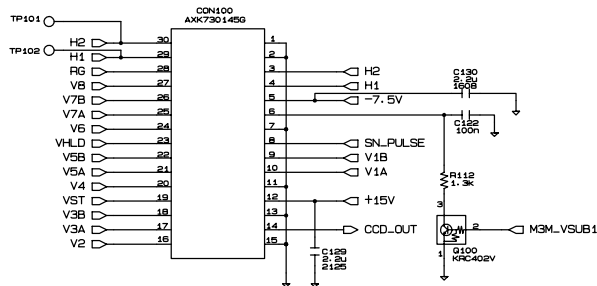 CON100
AXK730145G
TP101
TP102
H2 30 1
H1 29 2
RG 28 3 H2
V8 27 4 H1
V7B 26 5 -7.5V
V7A 25 6
V6 24 7
VHLD 23 8 SN_PULSE
V5B 22 9 V1B
V5A 21 10 V1A
V4 20 11
VST 19 12 +15V
V3B 18 13
V3A 17 14 CCD_OUT
V2 16 15
C130
2.2u
1608
C122
100n
R112
1.3k
3
2 M3M_VSUB1
1
Q100
KRC402V
C129
2.2u
2125